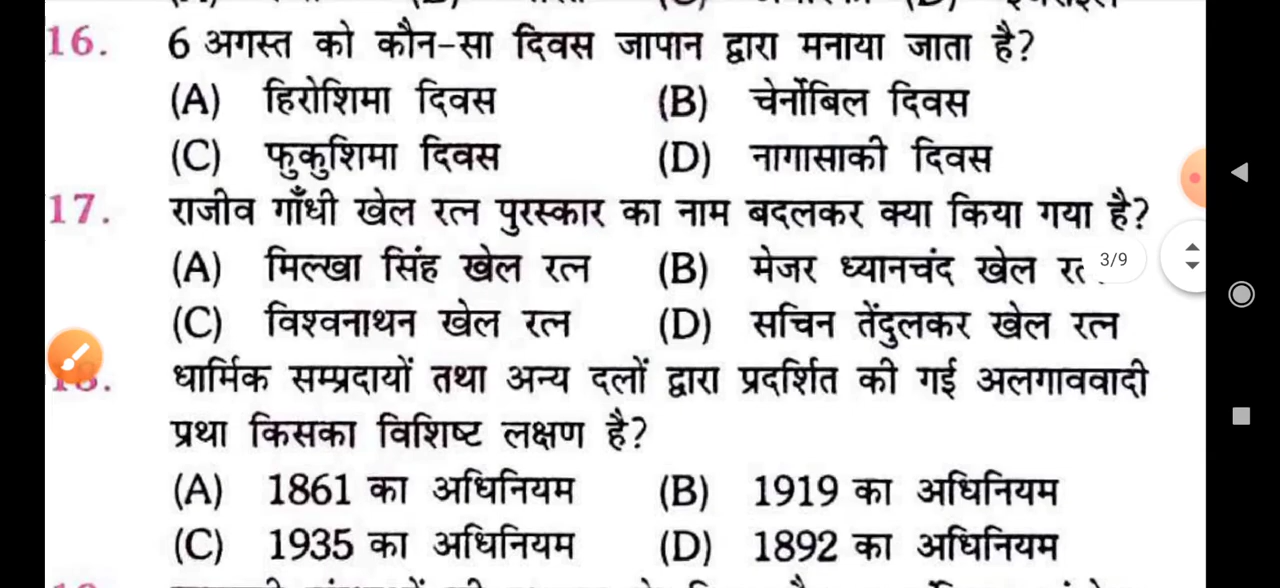 16. 6 अगस्त को कौन-सा दिवस जापान द्वारा मनाया जाता है?
(A) हिरोशिमा दिवस (B) चेर्नोबिल दिवस
(C) फुकुशिमा दिवस (D) नागासाकी दिवस
17. राजीव गाँधी खेल रत्न पुरस्कार का नाम बदलकर क्या किया गया है?
(A) मिल्खा सिंह खेल रत्न (B) मेजर ध्यानचंद खेल
3/9
(C) विश्वनाथन खेल रत्न (D) सचिन तेंदुलकर खेल रत्न
18. धार्मिक सम्प्रदायों तथा अन्य दलों द्वारा प्रदर्शित की गई अलगाववादी
प्रथा किसका विशिष्ट लक्षण है?
(A) 1861 का अधिनियम (B) 1919 का अधिनियम
(C) 1935 का अधिनियम (D) 1892 का अधिनियम